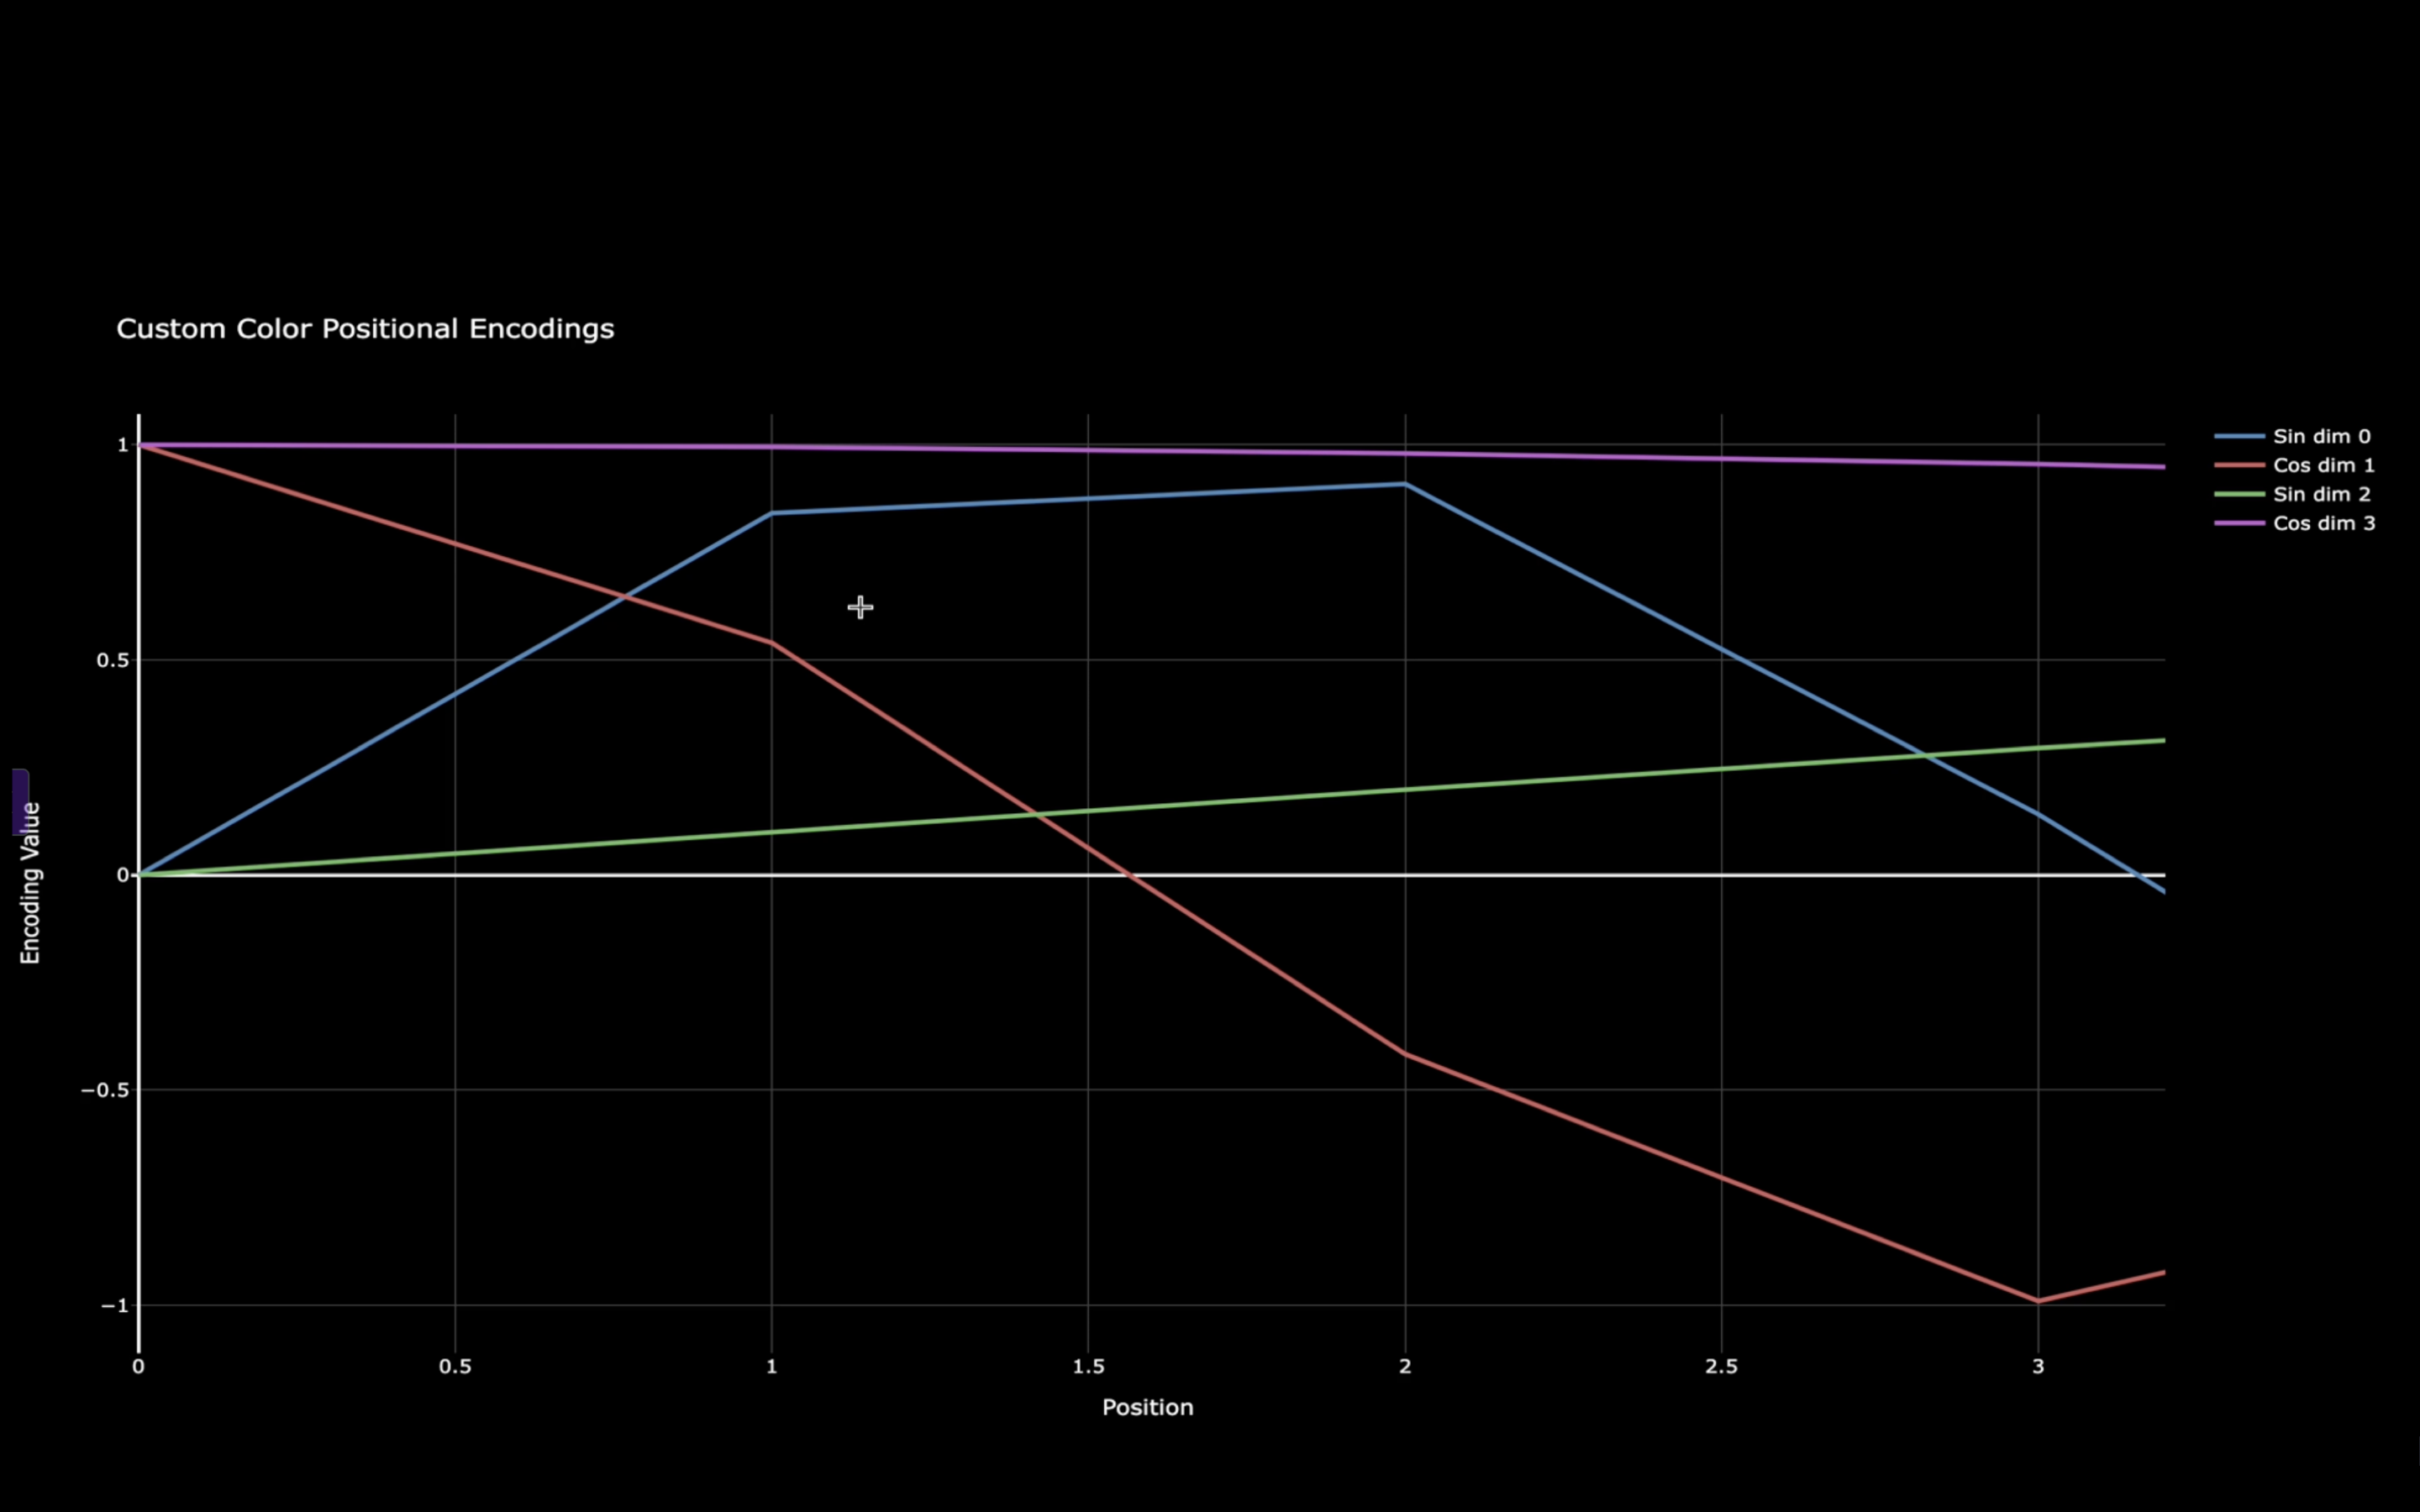 Custom Color Positional Encodings
Sin dim 0
Cos dim 1
Sin dim 2
Cos dim 3
1
0.5
0
−0.5
−1
Encoding Value
0
0.5
1
1.5
2
2.5
3
Position